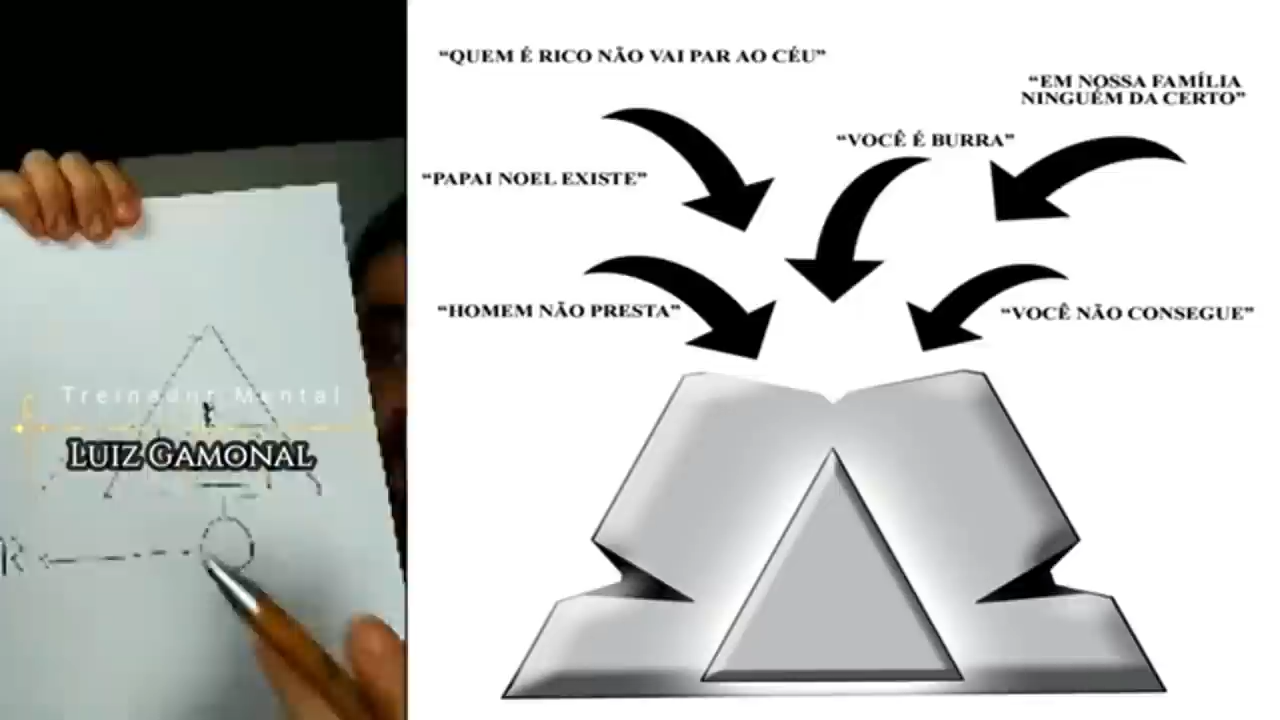 “QUEM É RICO NÃO VAI PAR AO CÉU”
“EM NOSSA FAMÍLIA
NINGUÉM DA CERTO”
“VOCÊ É BURRA”
“PAPAI NOEL EXISTE”
“HOMEM NÃO PRESTA”
“VOCÊ NÃO CONSEGUE”
Treinador Mental
LUIZ GAMONAL
R